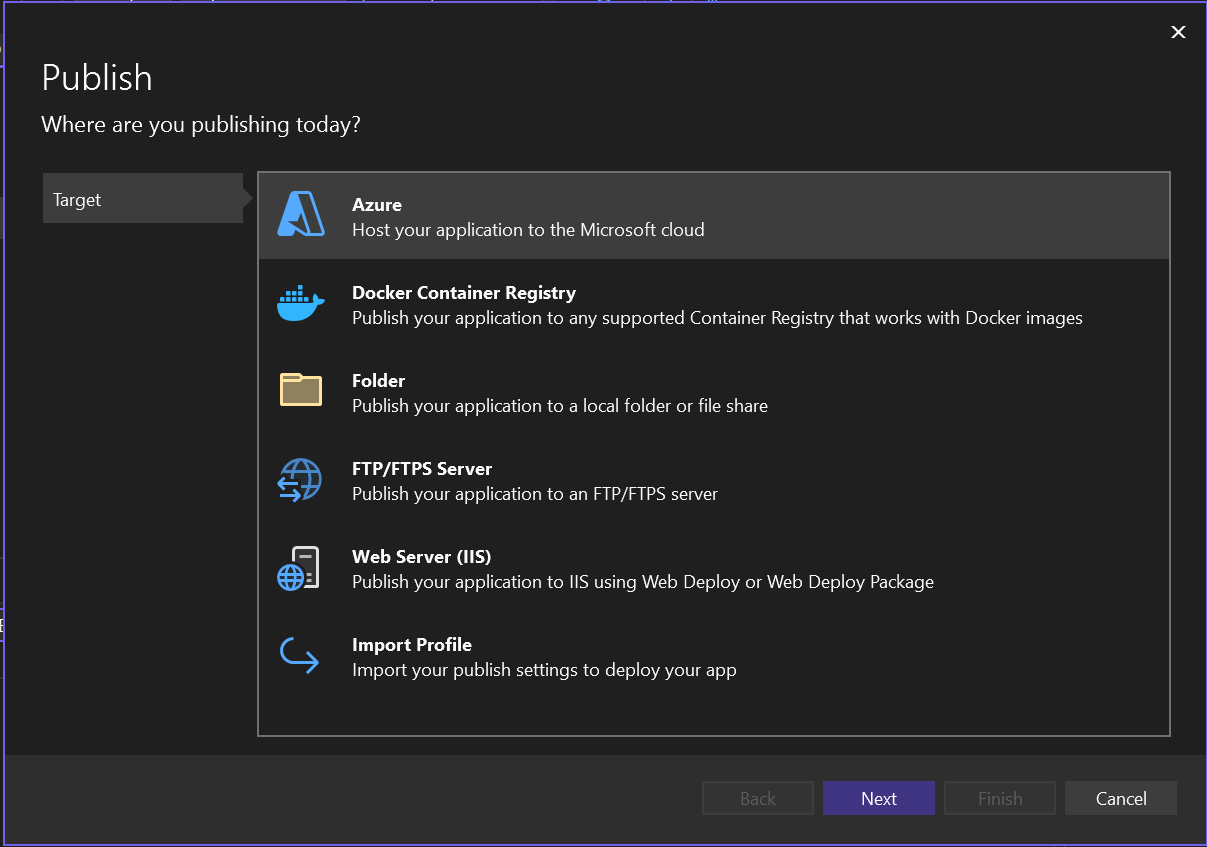 Publish
Where are you publishing today?
Target
Azure
Host your application to the Microsoft cloud
Docker Container Registry
Publish your application to any supported Container Registry that works with Docker images
Folder
Publish your application to a local folder or file share
FTP/FTPS Server
Publish your application to an FTP/FTPS server
Web Server (IIS)
Publish your application to IIS using Web Deploy or Web Deploy Package
Import Profile
Import your publish settings to deploy your app
Back
Next
Finish
Cancel